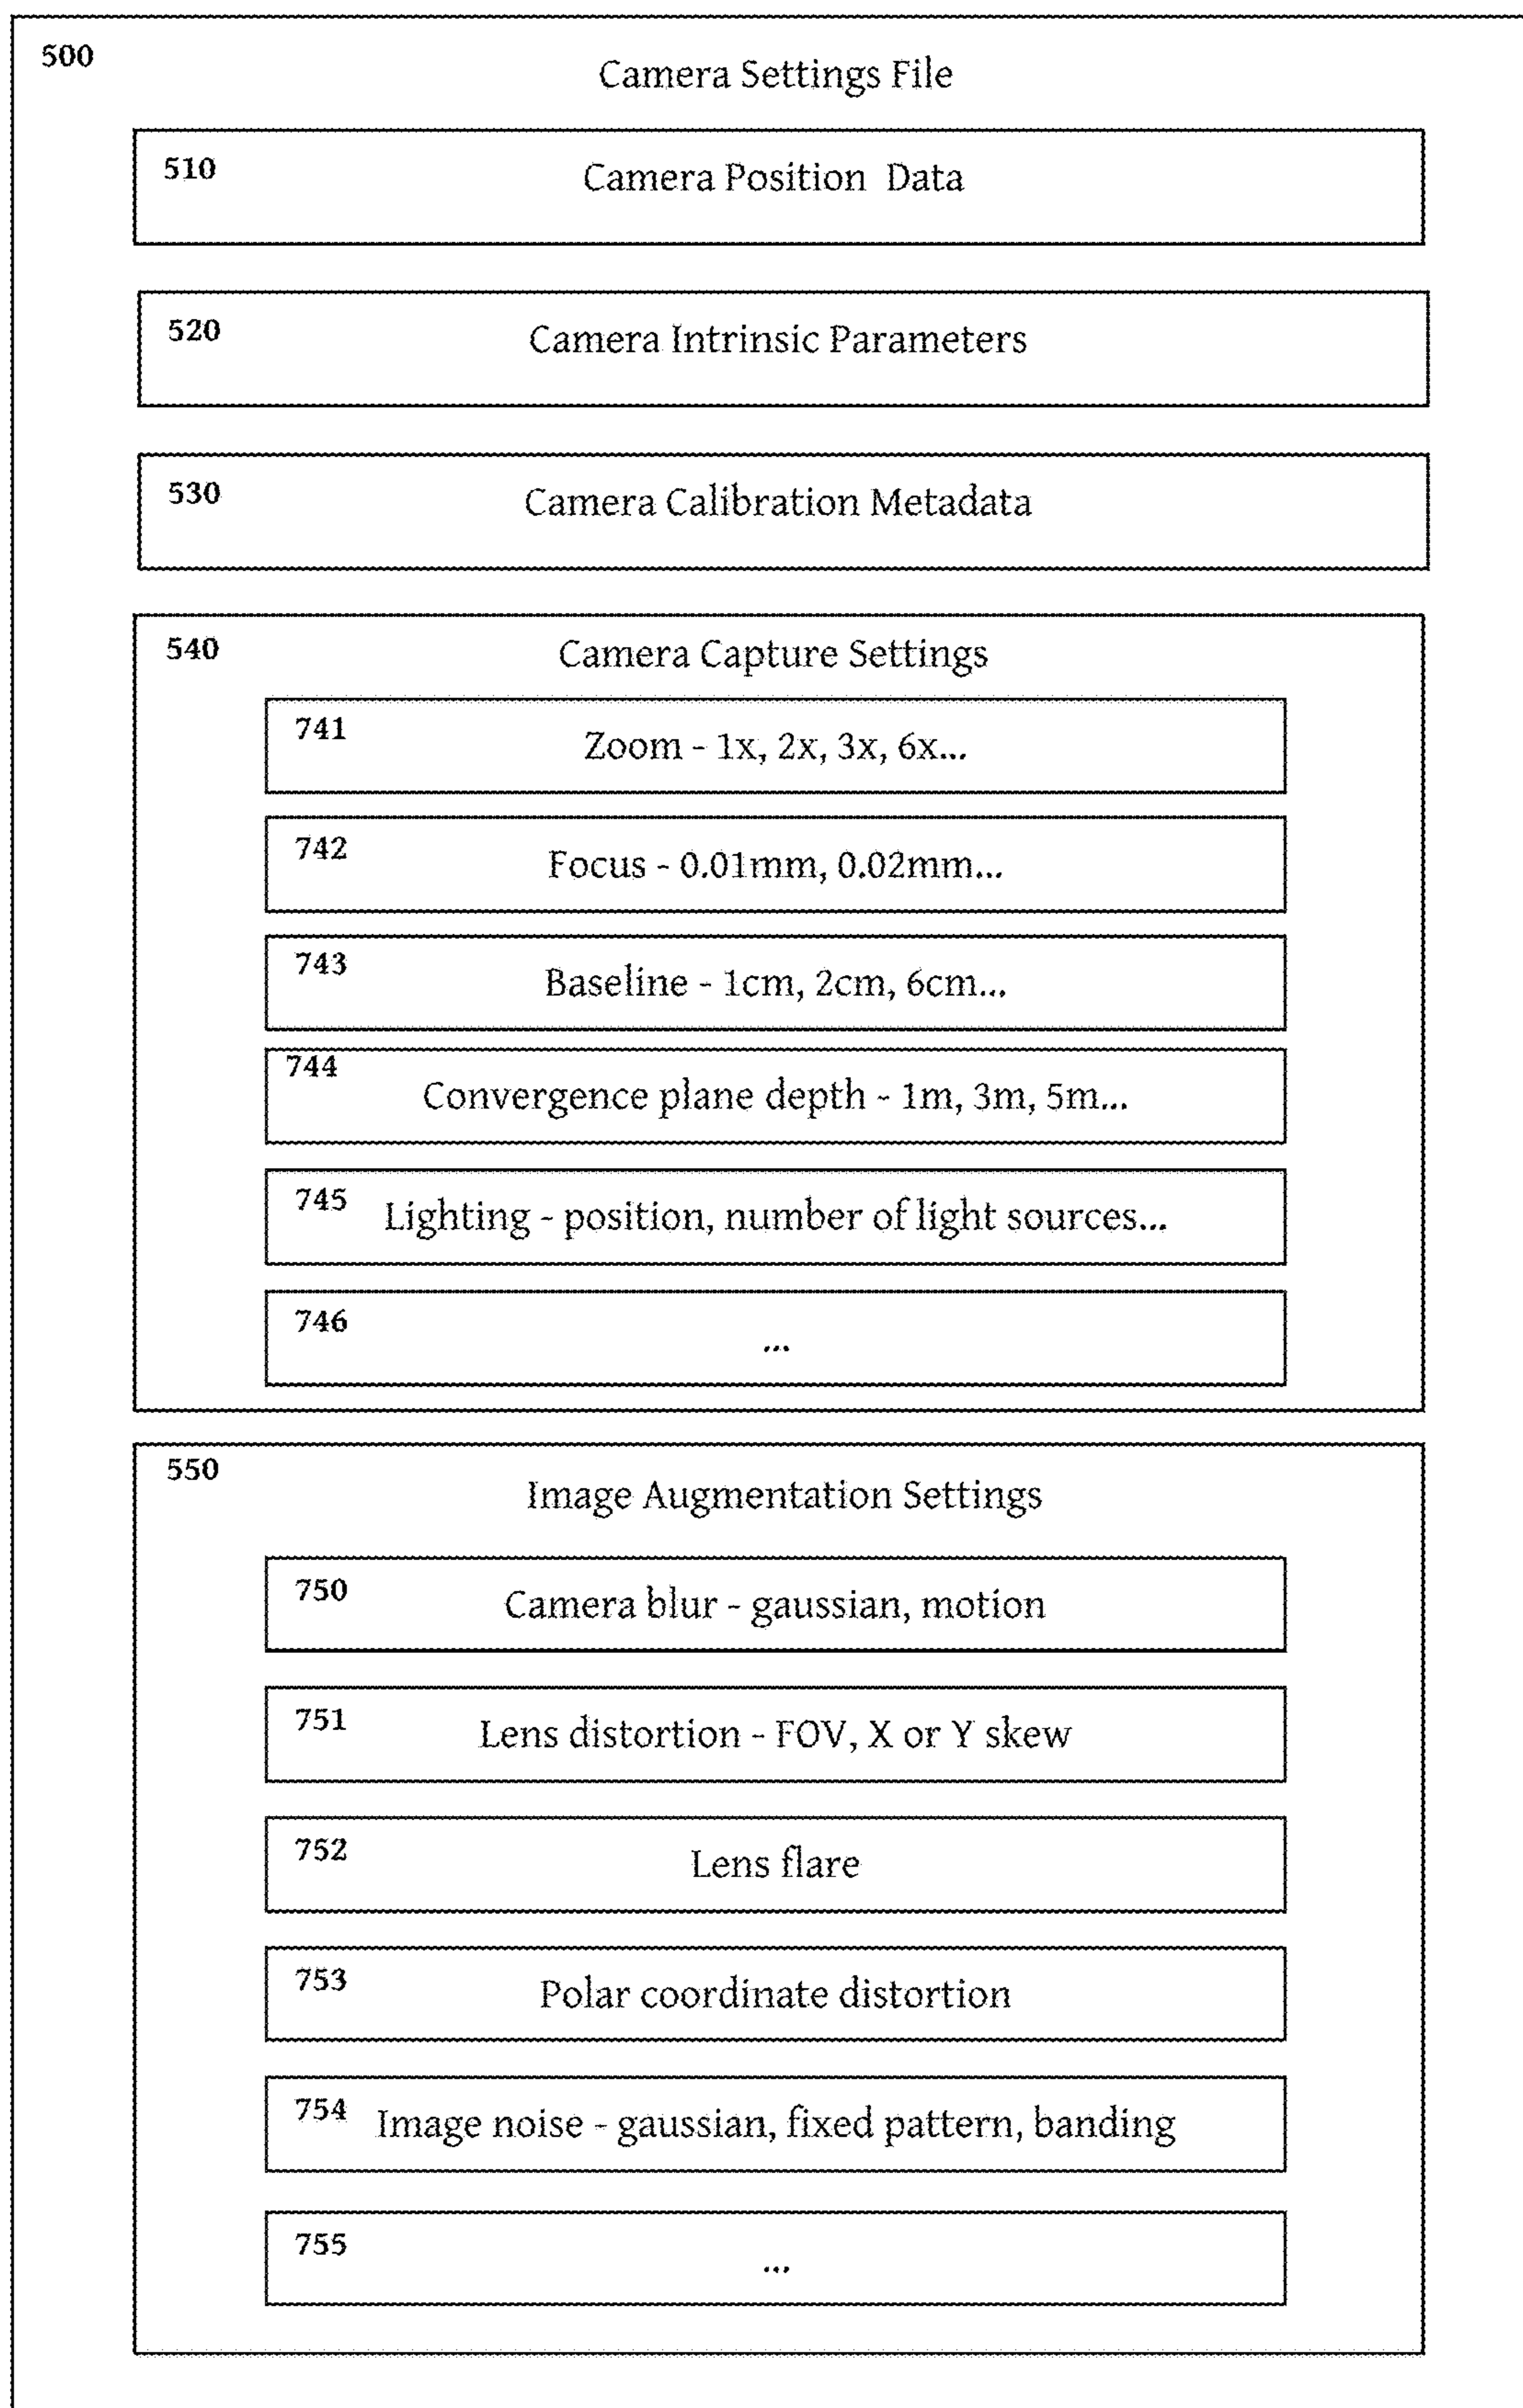 500
Camera Settings File
510
Camera Position Data
520
Camera Intrinsic Parameters
530
Camera Calibration Metadata
540
Camera Capture Settings
741
Zoom - 1x, 2x, 3x, 6x...
742
Focus - 0.01mm, 0.02mm...
743
Baseline - 1cm, 2cm, 6cm...
744
Convergence plane depth - 1m, 3m, 5m...
745
Lighting - position, number of light sources...
746
...
550
Image Augmentation Settings
750
Camera blur - gaussian, motion
751
Lens distortion - FOV, X or Y skew
752
Lens flare
753
Polar coordinate distortion
754
Image noise - gaussian, fixed pattern, banding
755
...